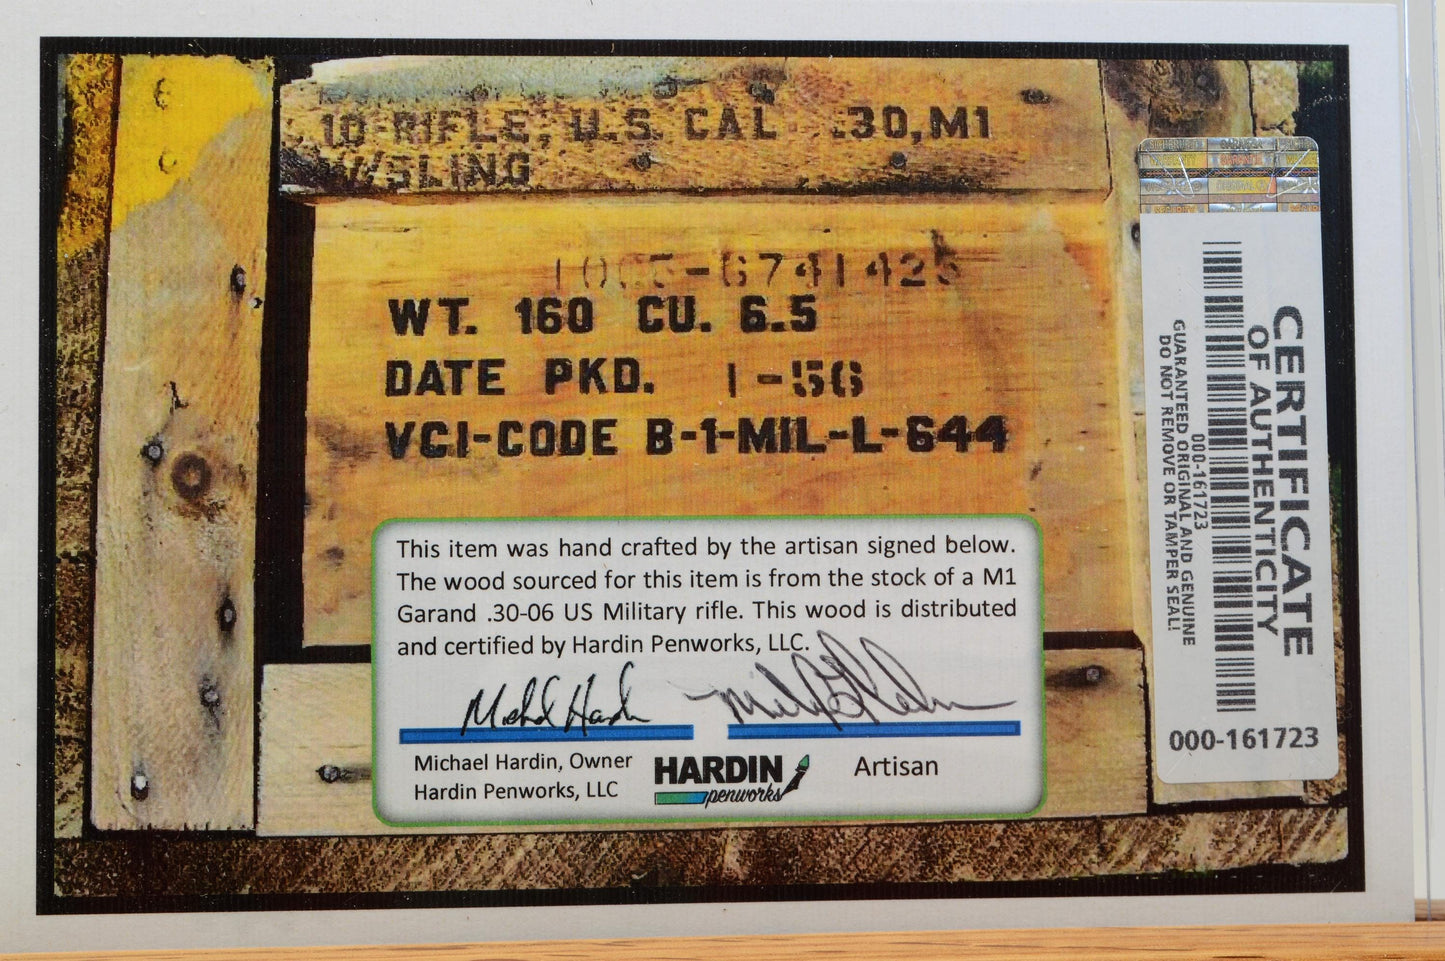 10 RIFLE, U.S. CAL .30, M1
W/SLING
1005-6741425
WT. 160 CU. 6.5
DATE PKD. 1-56
VCI-CODE B-1-MIL-L-644
This item was hand crafted by the artisan signed below.
The wood sourced for this item is from the stock of a M1
Garand .30-06 US Military rifle. This wood is distributed
and certified by Hardin Penworks, LLC.
Michael Hardin
Michael Hardin, Owner
Hardin Penworks, LLC
HARDIN
penworks
Artisan
CERTIFICATE
OF AUTHENTICITY
000-161723
GUARANTEED ORIGINAL AND GENUINE
DO NOT REMOVE OR TAMPER SEAL!
000-161723